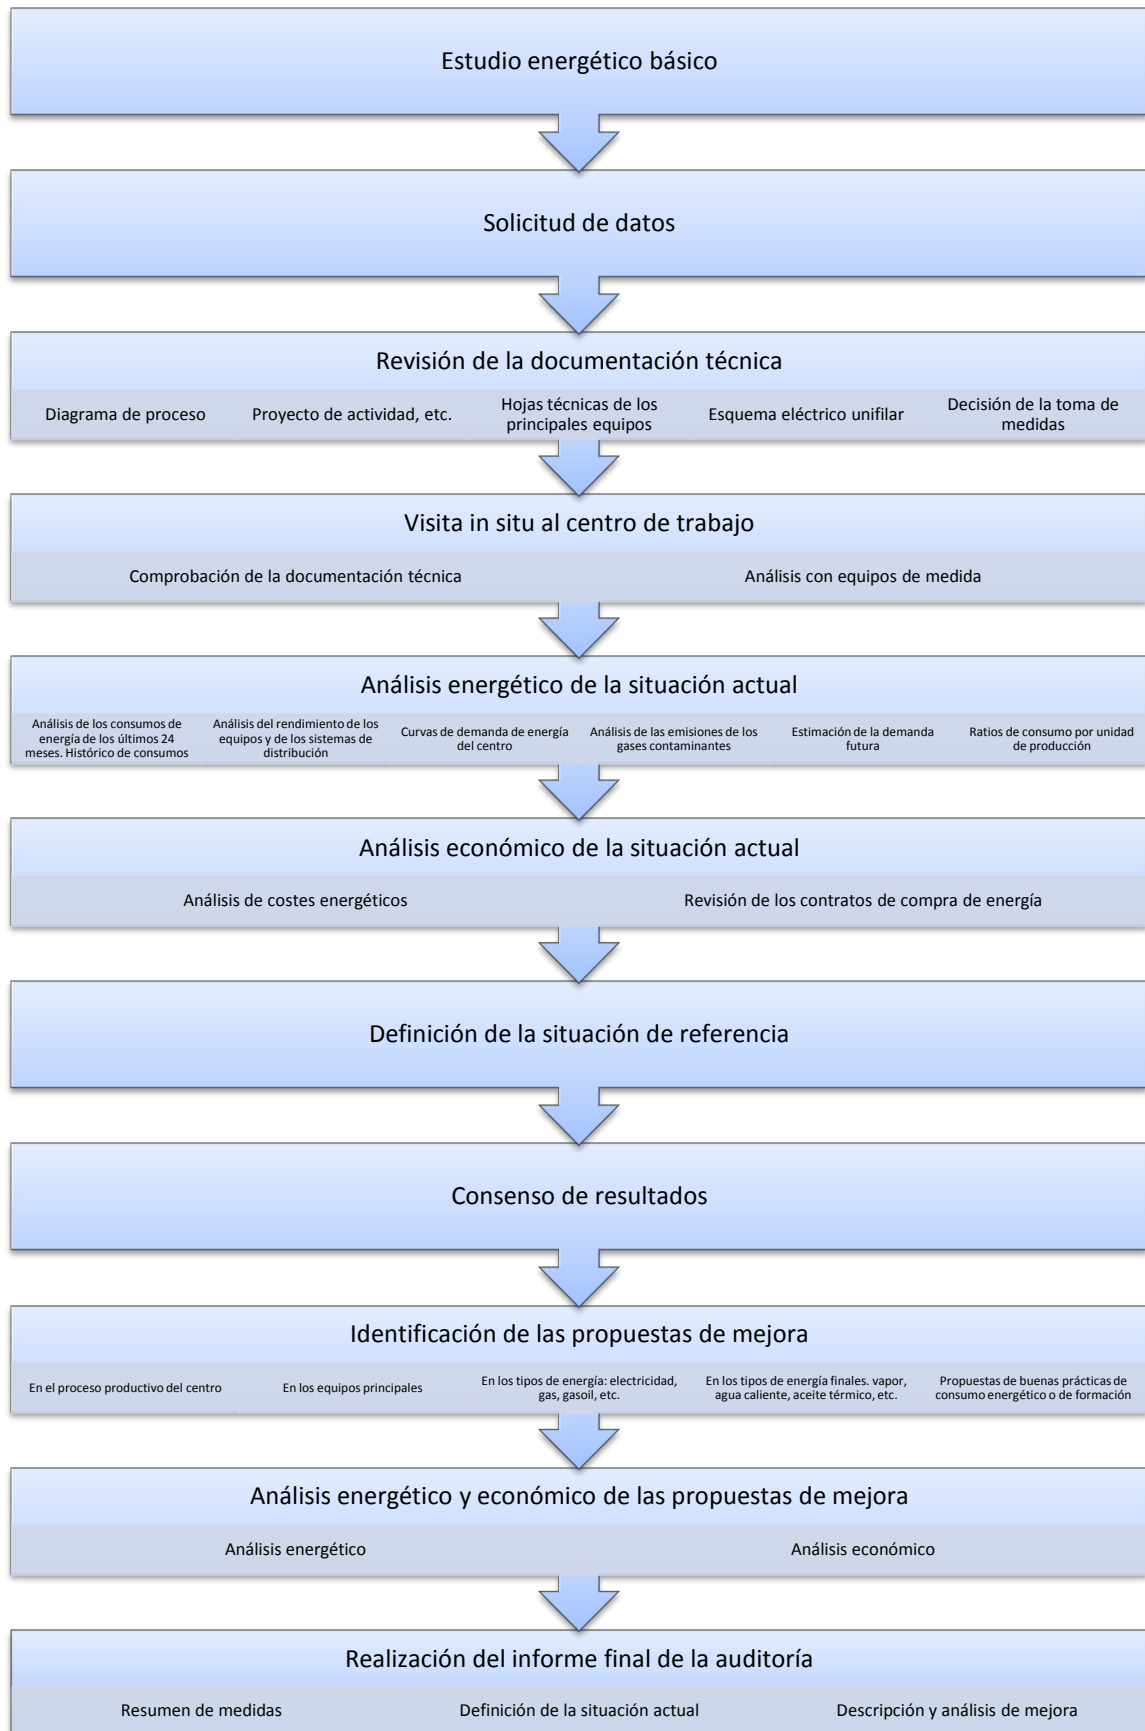 Estudio energético básico
Solicitud de datos
Revisión de la documentación técnica
Diagrama de proceso
Proyecto de actividad, etc.
Hojas técnicas de los
principales equipos
Esquema eléctrico unifilar
Decisión de la toma de
medidas
Visita in situ al centro de trabajo
Comprobación de la documentación técnica
Análisis con equipos de medida
Análisis energético de la situación actual
Análisis de los consumos de
energía de los últimos 24
meses. Histórico de consumos
Análisis del rendimiento de los
equipos y de los sistemas de
distribución
Curvas de demanda de energía
del centro
Análisis de las emisiones de los
gases contaminantes
Estimación de la demanda
futura
Ratios de consumo por unidad
de producción
Análisis económico de la situación actual
Análisis de costes energéticos
Revisión de los contratos de compra de energía
Definición de la situación de referencia
Consenso de resultados
Identificación de las propuestas de mejora
En el proceso productivo del centro
En los equipos principales
En los tipos de energía: electricidad,
gas, gasoil, etc.
En los tipos de energía finales. vapor,
agua caliente, aceite térmico, etc.
Propuestas de buenas prácticas de
consumo energético o de formación
Análisis energético y económico de las propuestas de mejora
Análisis energético
Análisis económico
Realización del informe final de la auditoría
Resumen de medidas
Definición de la situación actual
Descripción y análisis de mejora